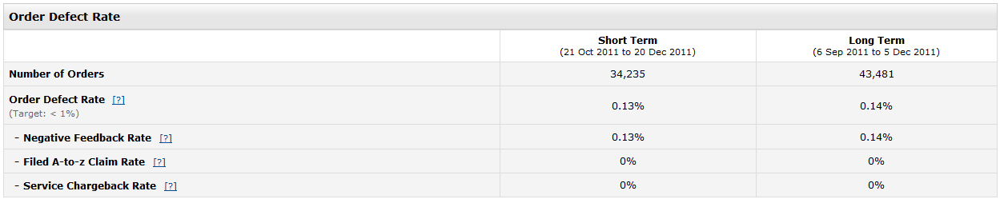 Order Defect Rate
Short Term Long Term
(21 Oct 2011 to 20 Dec 2011) (6 Sep 2011 to 5 Dec 2011)
Number of Orders 34,235 43,481
Order Defect Rate [?] 0.13% 0.14%
(Target: < 1%)
- Negative Feedback Rate [?] 0.13% 0.14%
- Filed A-to-z Claim Rate [?] 0% 0%
- Service Chargeback Rate [?] 0% 0%